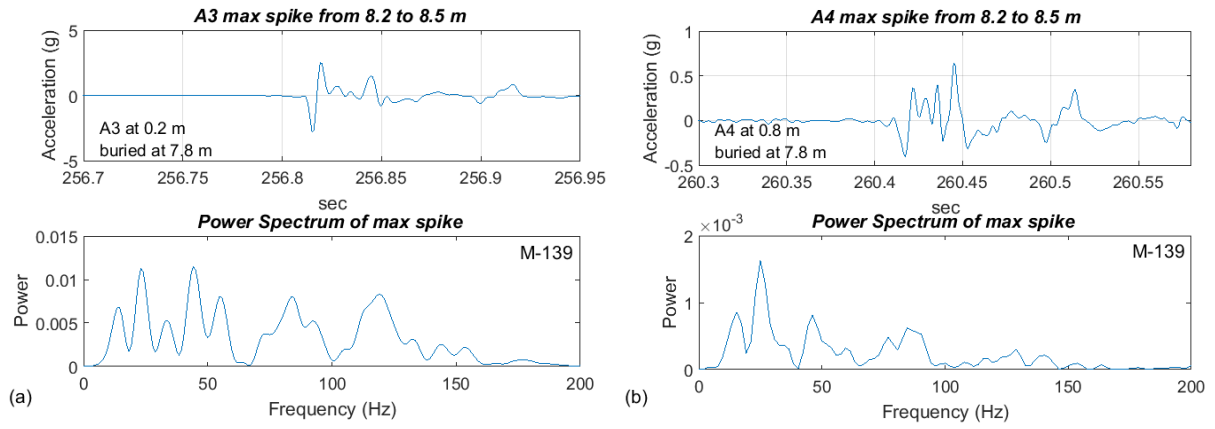 A3 max spike from 8.2 to 8.5 m
Acceleration (g)
5
0
-5
A3 at 0.2 m
buried at 7.8 m
256.7 256.75 256.8 256.85 256.9 256.95
sec
Power Spectrum of max spike
M-139
Power
0.015
0.01
0.005
0
0 50 100 150 200
Frequency (Hz)
(a)
A4 max spike from 8.2 to 8.5 m
Acceleration (g)
1
0.5
0
-0.5
A4 at 0.8 m
buried at 7.8 m
260.3 260.35 260.4 260.45 260.5 260.55
sec
Power Spectrum of max spike
×10⁻³
M-139
Power
2
1
0
0 50 100 150 200
Frequency (Hz)
(b)